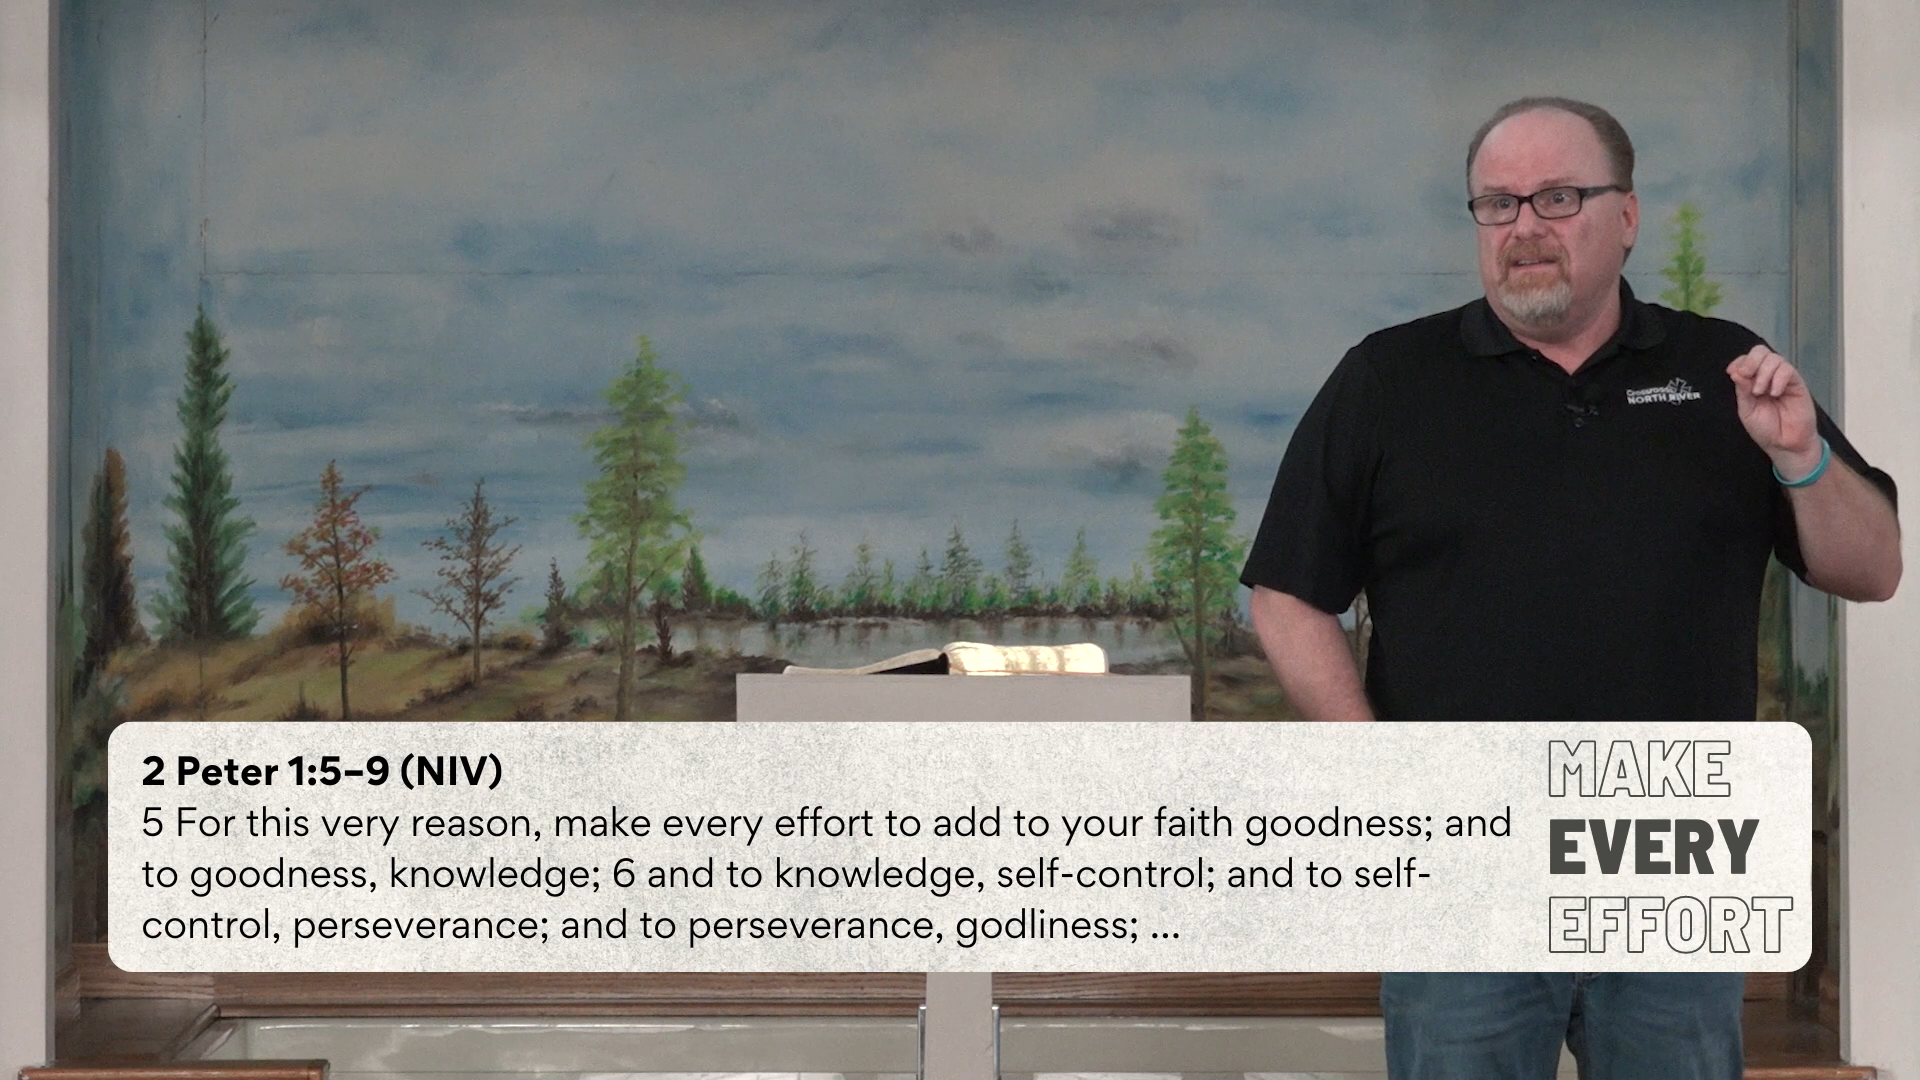 Crossroads
NORTH RIVER
2 Peter 1:5–9 (NIV)
5 For this very reason, make every effort to add to your faith goodness; and
to goodness, knowledge; 6 and to knowledge, self-control; and to self-
control, perseverance; and to perseverance, godliness; ...
MAKE
EVERY
EFFORT